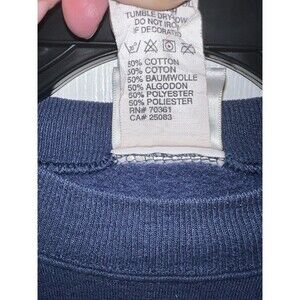 TUMBLE DRY LOW
DO NOT IRON
IF DECORATED
50% COTTON
50% COTON
50% BAUMWOLLE
50% ALGODON
50% POLYESTER
50% POLIESTER
RN# 70361
CA# 25083